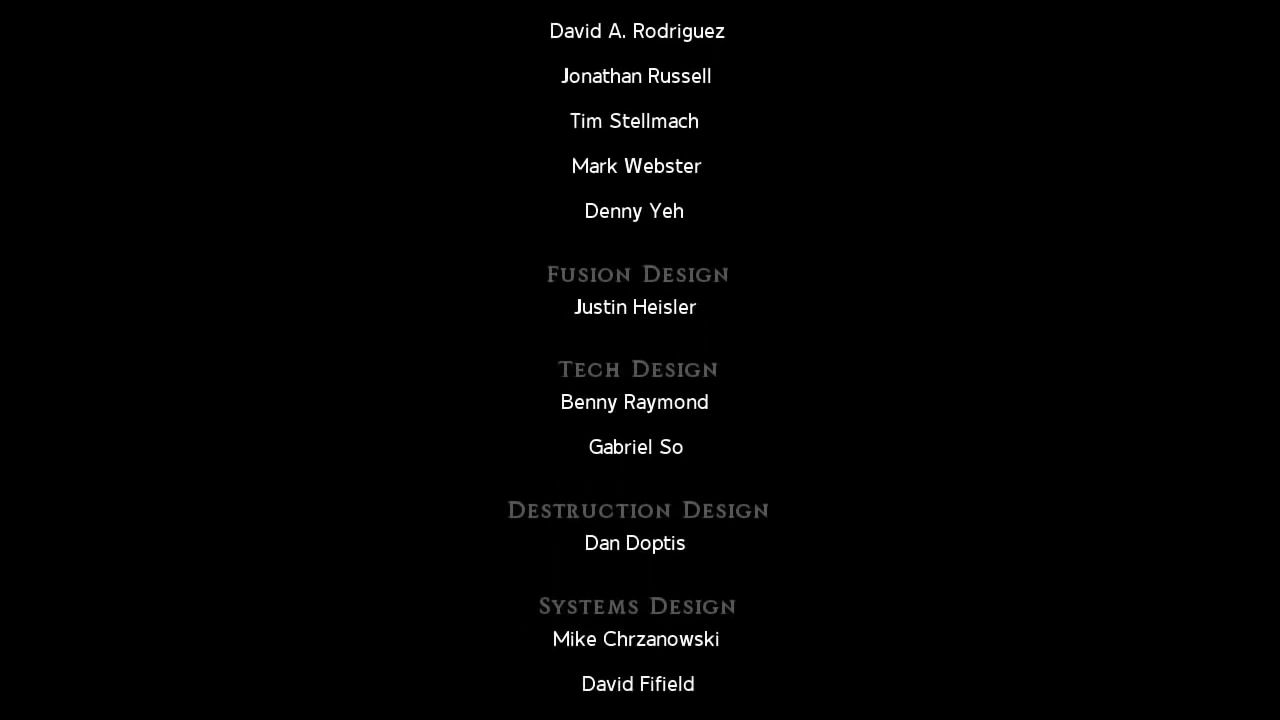 David A. Rodriguez
Jonathan Russell
Tim Stellmach
Mark Webster
Denny Yeh
Fusion Design
Justin Heisler
Tech Design
Benny Raymond
Gabriel So
Destruction Design
Dan Doptis
Systems Design
Mike Chrzanowski
David Fifield